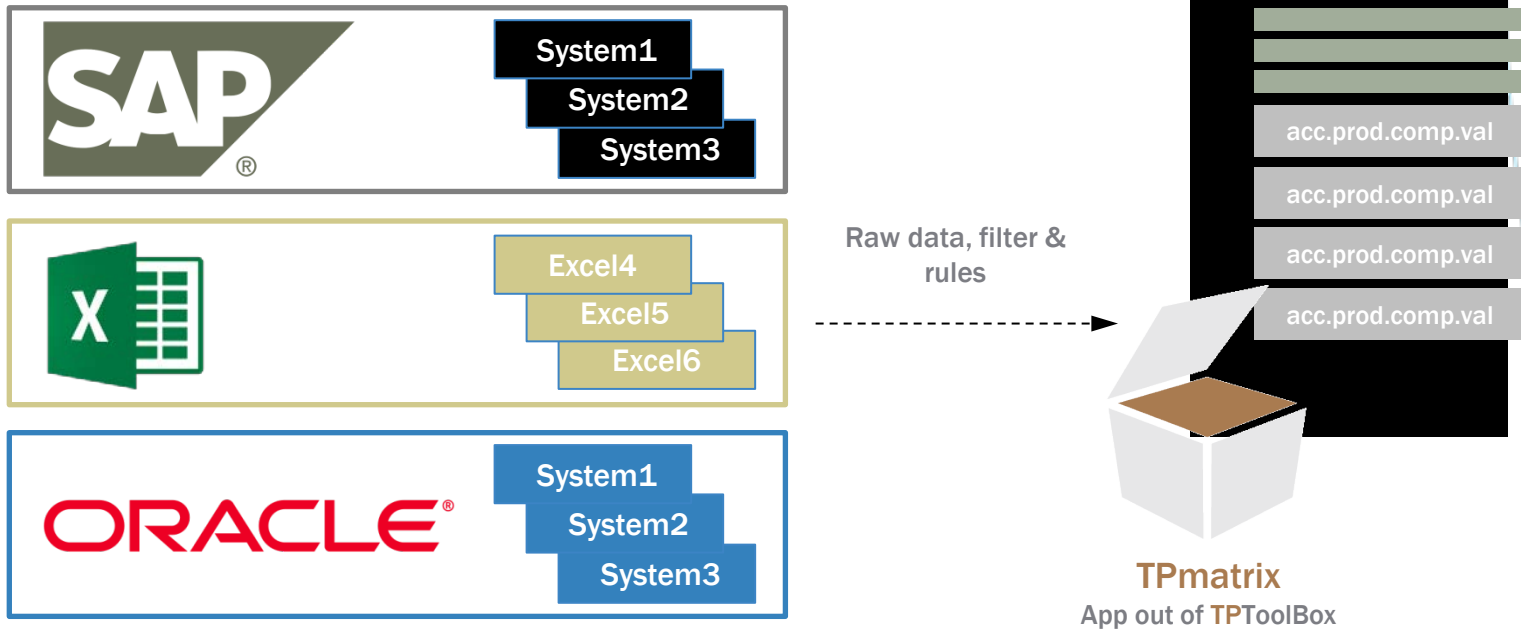 SAP
®
System1
System2
System3
X
Excel4
Excel5
Excel6
ORACLE®
System1
System2
System3
Raw data, filter &
rules
acc.prod.comp.val
acc.prod.comp.val
acc.prod.comp.val
acc.prod.comp.val
TPmatrix
App out of TPToolBox